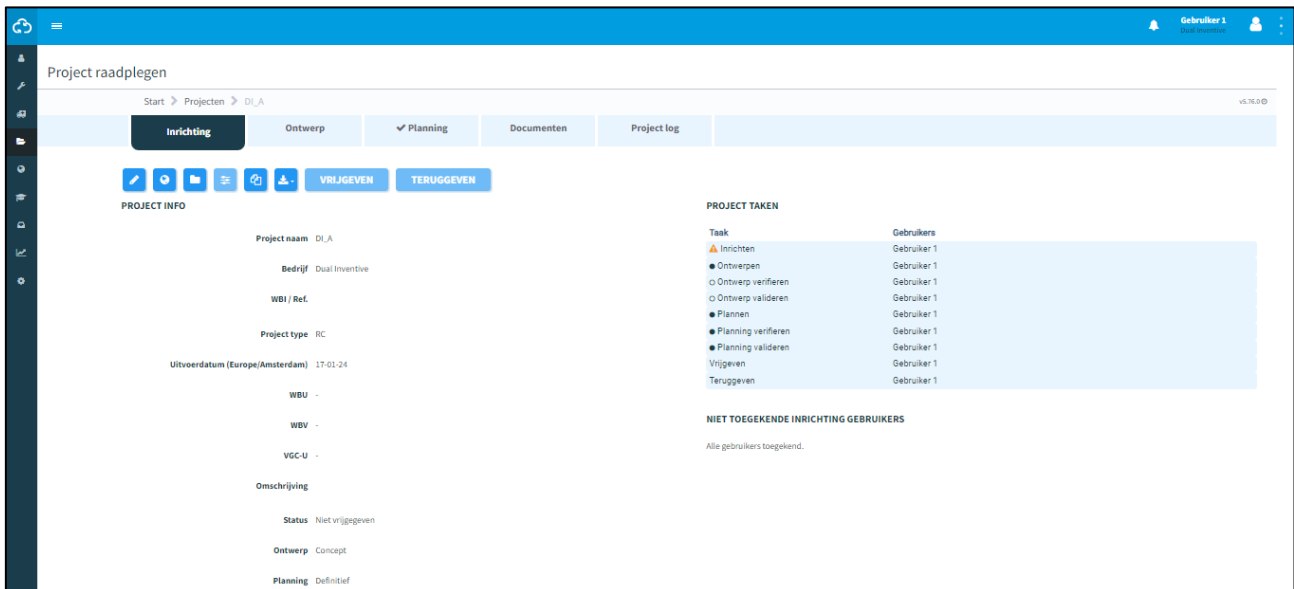 Gebruiker 1
Dual Inventive
Project raadplegen
Start Projecten DI_A
v5.76.0
Inrichting Ontwerp Planning Documenten Project log
VRIJGEVEN TERUGGEVEN
PROJECT INFO
Project naam DI_A
Bedrijf Dual Inventive
WBI / Ref.
Project type RC
Uitvoerdatum (Europe/Amsterdam) 17-01-24
WBU -
WBV -
VGC-U -
Omschrijving
Status Niet vrijgegeven
Ontwerp Concept
Planning Definitief
PROJECT TAKEN
Taak Gebruikers
Inrichten Gebruiker 1
Ontwerpen Gebruiker 1
Ontwerp verifieren Gebruiker 1
Ontwerp valideren Gebruiker 1
Plannen Gebruiker 1
Planning verifieren Gebruiker 1
Planning valideren Gebruiker 1
Vrijgeven Gebruiker 1
Teruggeven Gebruiker 1
NIET TOEGEKENDE INRICHTING GEBRUIKERS
Alle gebruikers toegekend.